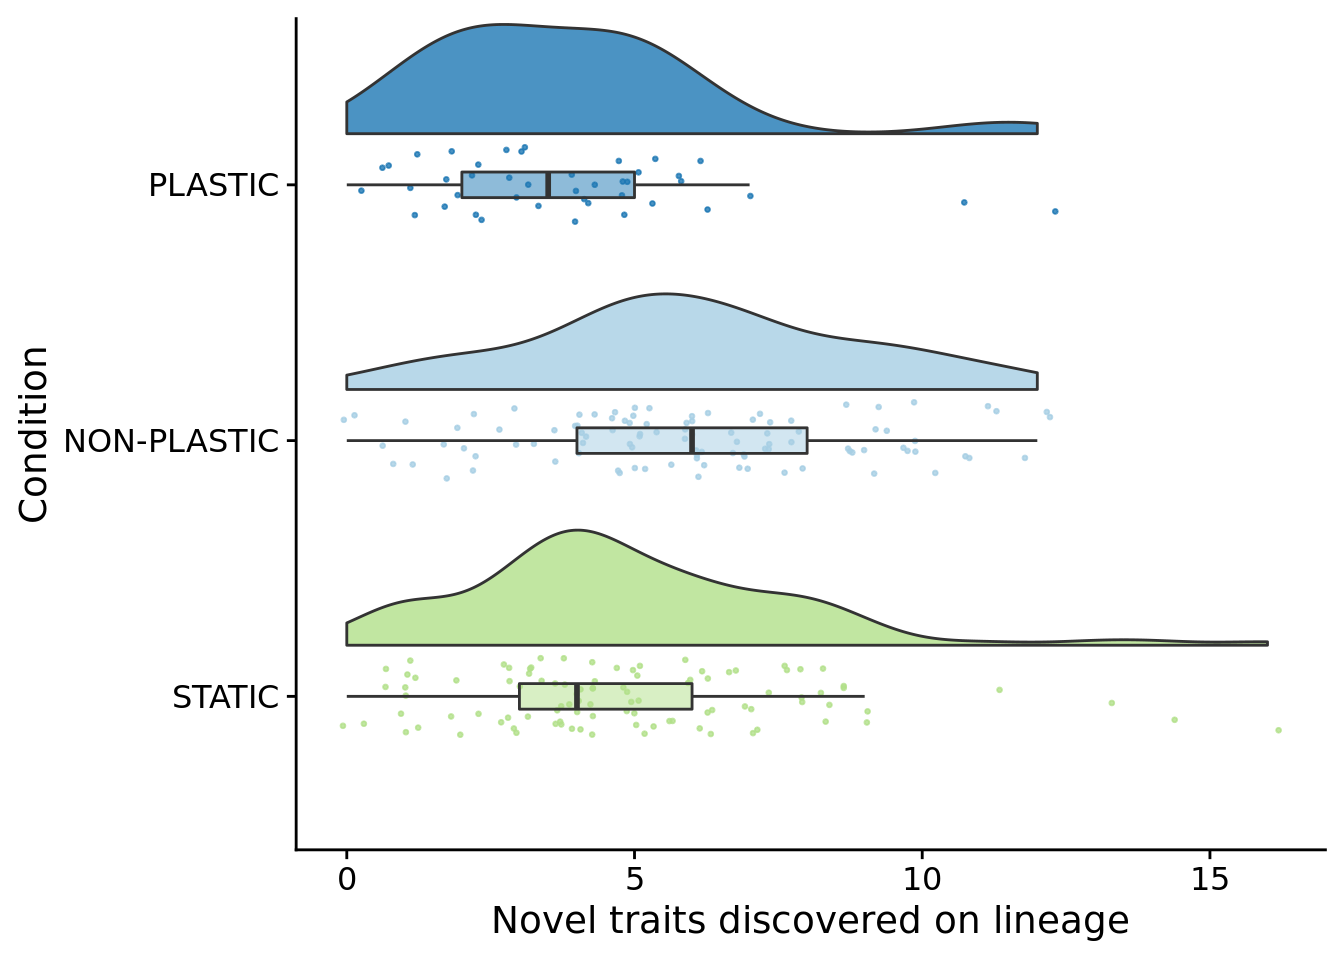 PLASTIC
NON-PLASTIC
STATIC
Condition
0 5 10 15
Novel traits discovered on lineage